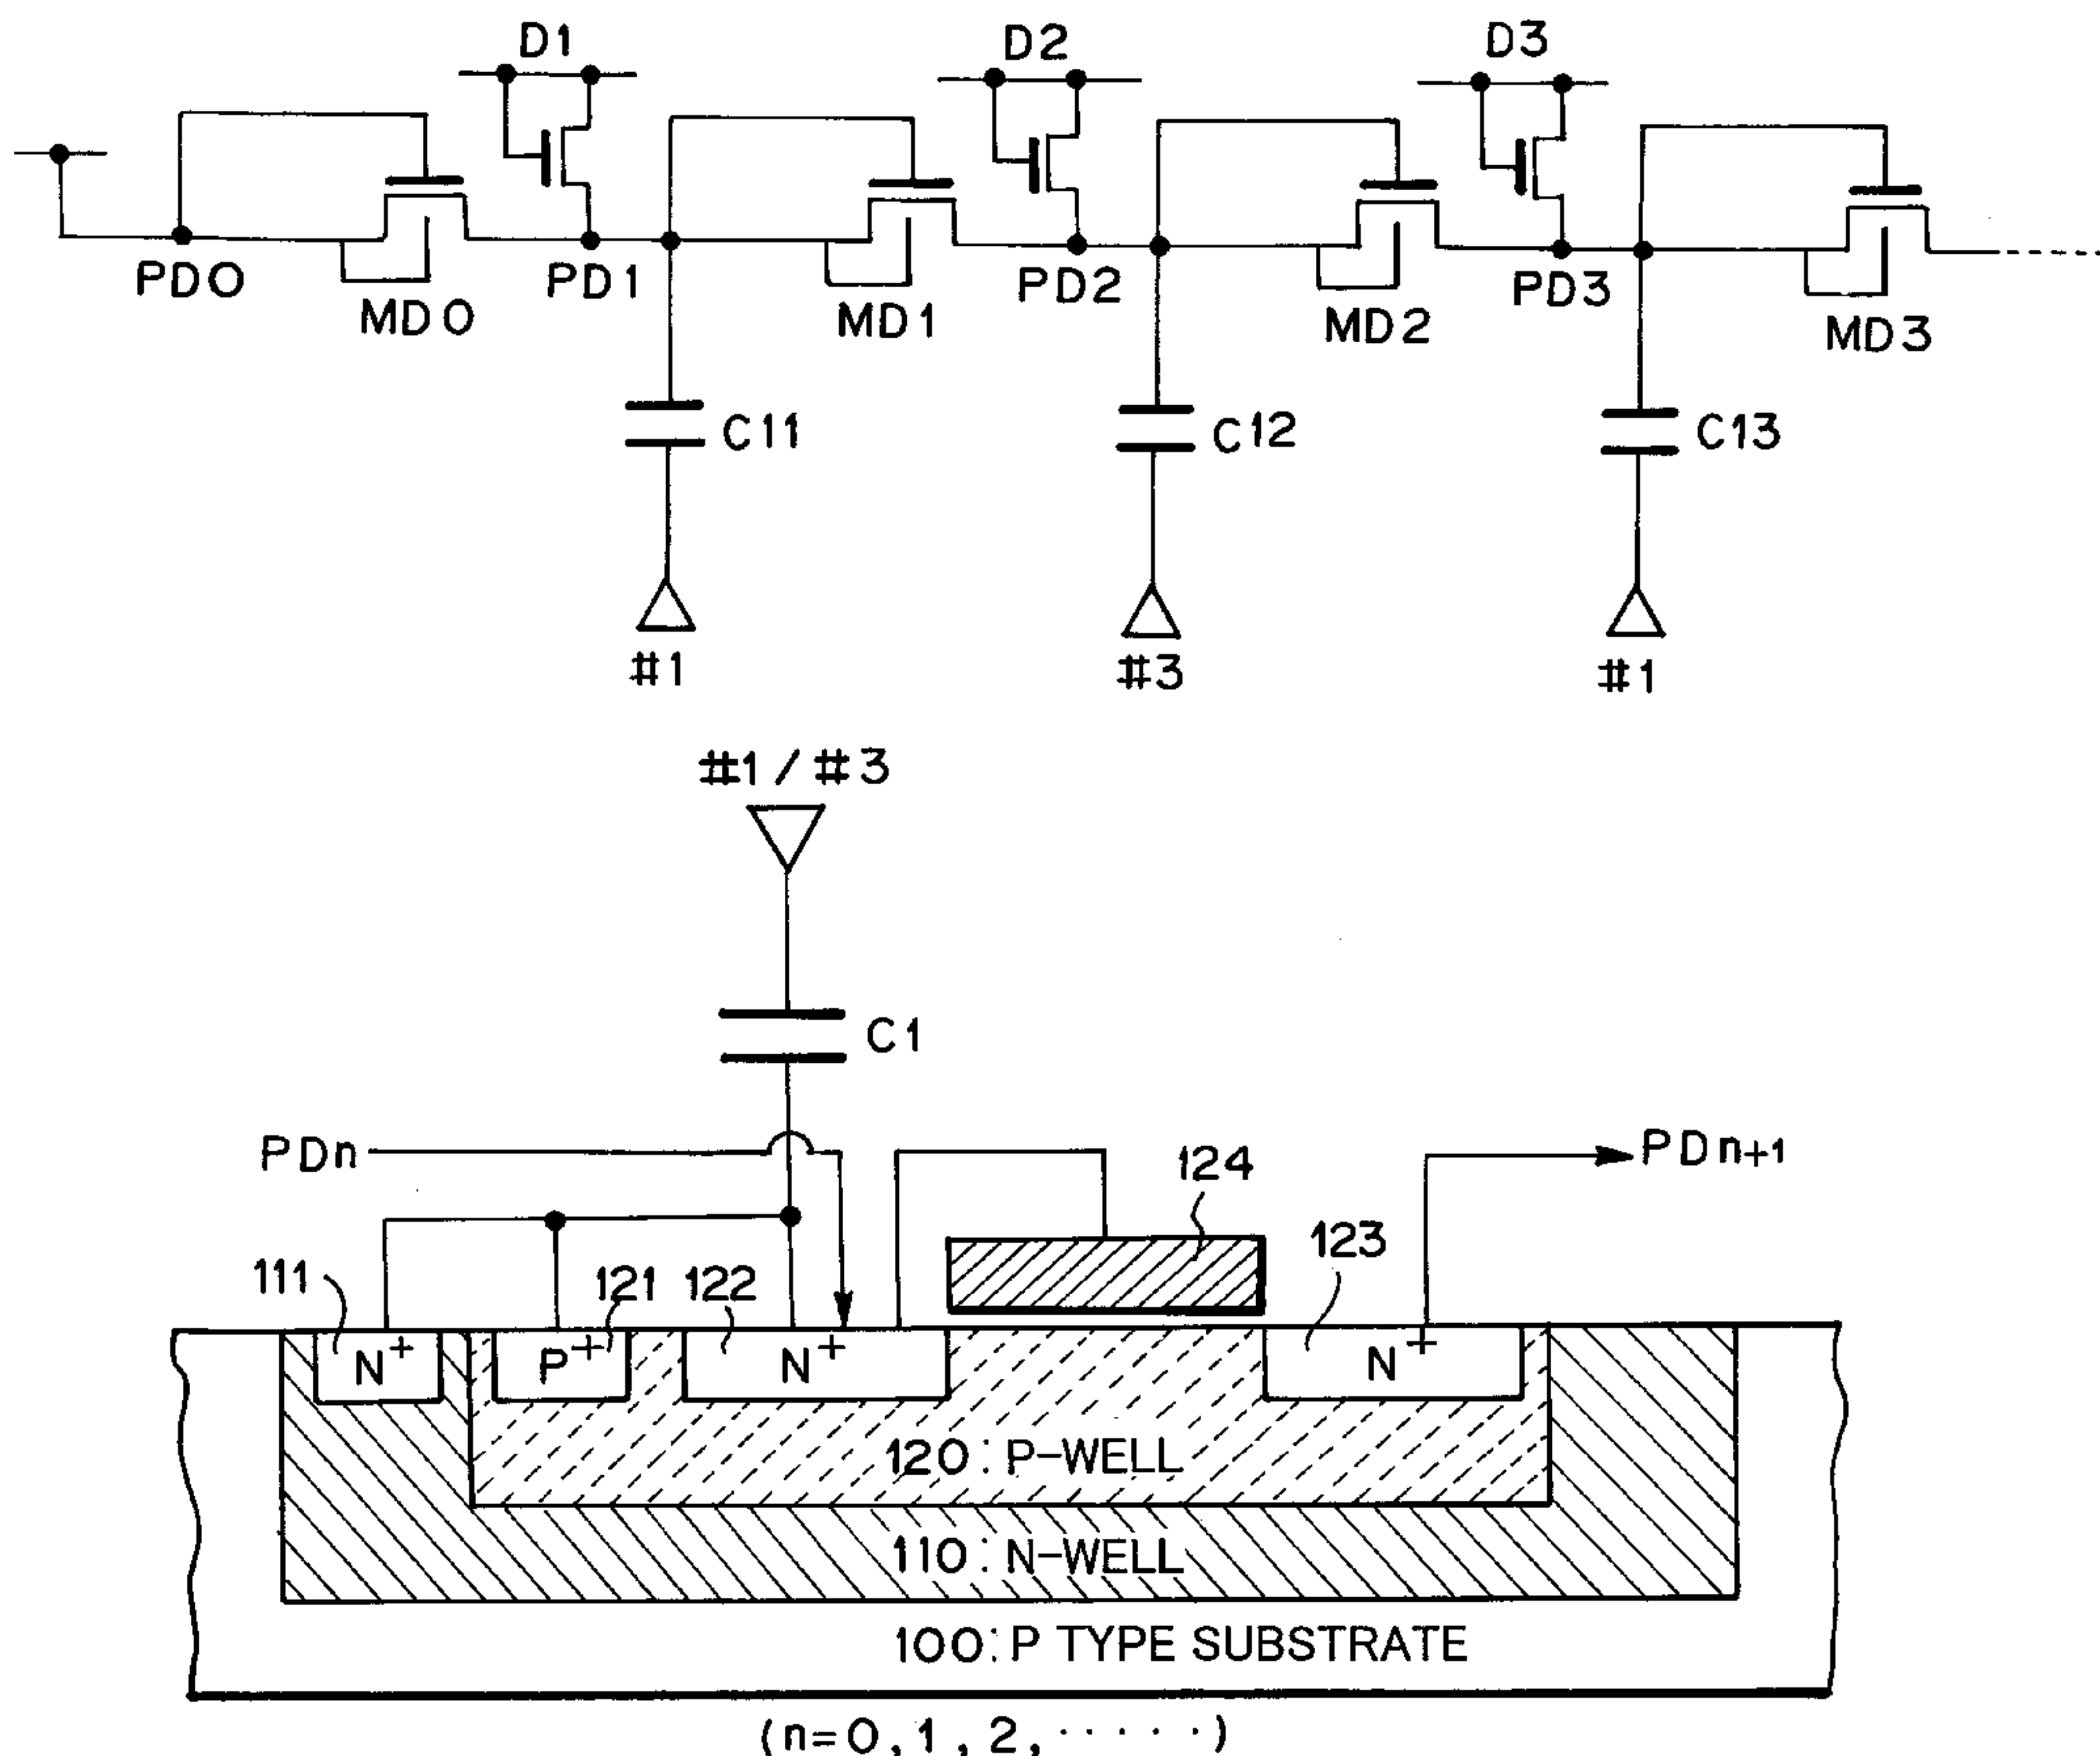 D1 D2 D3
PD0 MD0 PD1 MD1 PD2 MD2 PD3 MD3
C11 C12 C13
#1 #3 #1
#1/#3
C1
PDn PDn+1
124
123
111 121 122
N+ P+ N+ N+
120: P-WELL
110: N-WELL
100: P TYPE SUBSTRATE
(n=0, 1, 2, ·····)